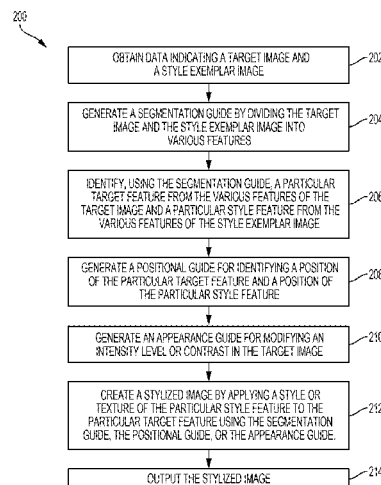 200
OBTAIN DATA INDICATING A TARGET IMAGE AND
A STYLE EXEMPLAR IMAGE
202
GENERATE A SEGMENTATION GUIDE BY DIVIDING THE TARGET
IMAGE AND THE STYLE EXEMPLAR IMAGE INTO
VARIOUS FEATURES
204
IDENTIFY, USING THE SEGMENTATION GUIDE, A PARTICULAR
TARGET FEATURE FROM THE VARIOUS FEATURES OF THE
TARGET IMAGE AND A PARTICULAR STYLE FEATURE FROM THE
VARIOUS FEATURES OF THE STYLE EXEMPLAR IMAGE
206
GENERATE A POSITIONAL GUIDE FOR IDENTIFYING A POSITION
OF THE PARTICULAR TARGET FEATURE AND A POSITION OF
THE PARTICULAR STYLE FEATURE
208
GENERATE AN APPEARANCE GUIDE FOR MODIFYING AN
INTENSITY LEVEL OR CONTRAST IN THE TARGET IMAGE
210
CREATE A STYLIZED IMAGE BY APPLYING A STYLE OR
TEXTURE OF THE PARTICULAR STYLE FEATURE TO THE
PARTICULAR TARGET FEATURE USING THE SEGMENTATION
GUIDE, THE POSITIONAL GUIDE, OR THE APPEARANCE GUIDE.
212
OUTPUT THE STYLIZED IMAGE
214